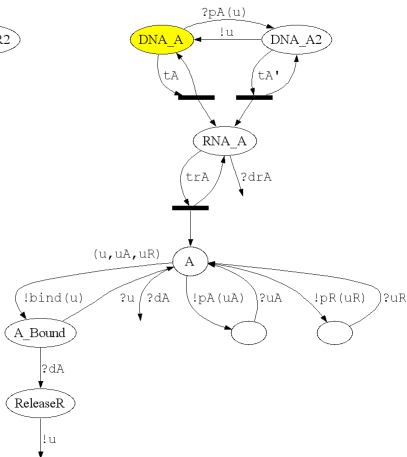 ?pA(u)
R2
DNA_A
!u
DNA_A2
tA
tA'
RNA_A
trA
?drA
(u,uA,uR)
A
!bind(u)
?u
?dA
!pA(uA)
?uA
!pR(uR)
?uR
A_Bound
?dA
ReleaseR
!u